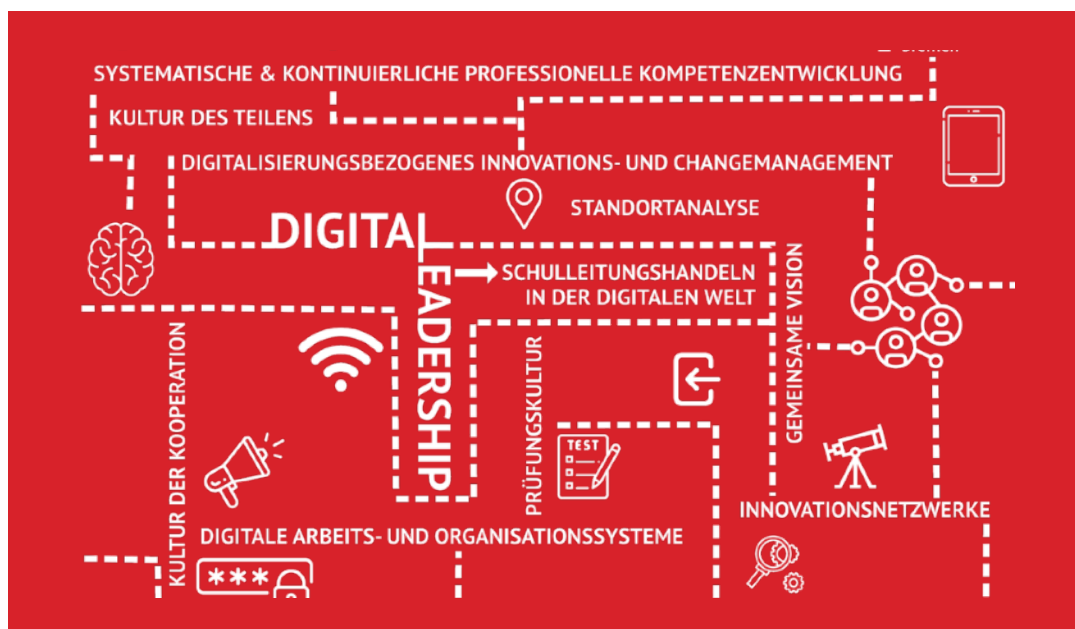 SYSTEMATISCHE & KONTINUIERLICHE PROFESSIONELLE KOMPETENZENTWICKLUNG
KULTUR DES TEILENS
DIGITALISIERUNGSBEZOGENES INNOVATIONS- UND CHANGEMANAGEMENT
STANDORTANALYSE
DIGITAL
LEADERSHIP
SCHULLEITUNGSHANDELN
IN DER DIGITALEN WELT
GEMEINSAME VISION
KULTUR DER KOOPERATION
PRÜFUNGSKULTUR
TEST
INNOVATIONSNETZWERKE
DIGITALE ARBEITS- UND ORGANISATIONSSYSTEME
***